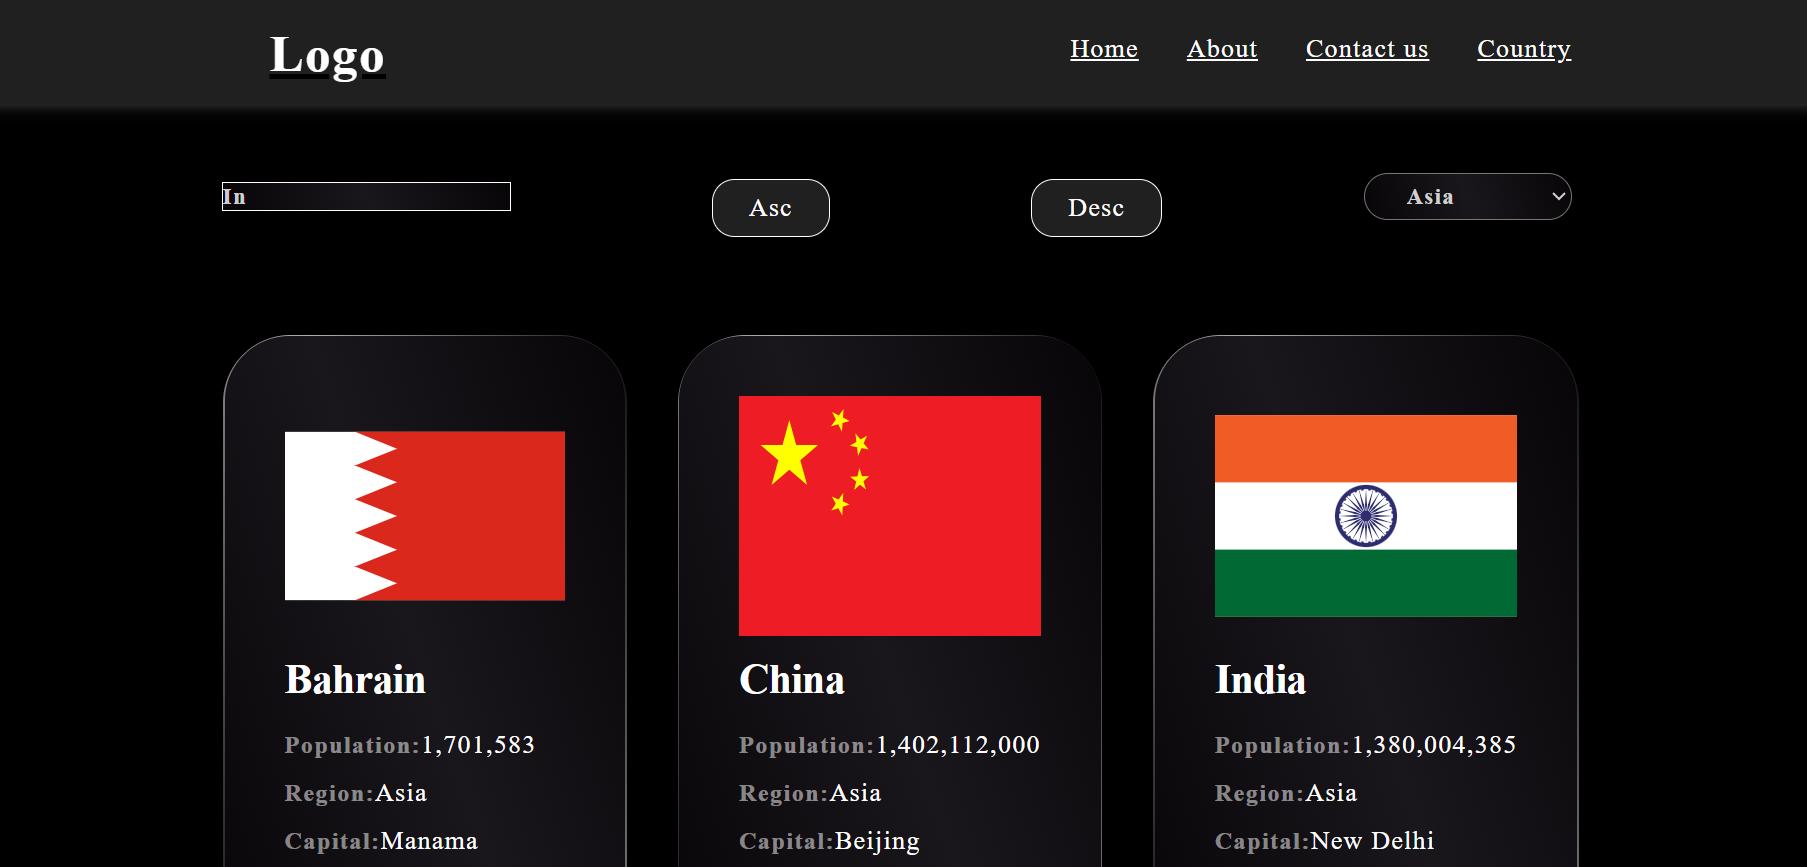 Logo
Home About Contact us Country
In Asc Desc Asia
Bahrain
Population:1,701,583
Region:Asia
Capital:Manama
China
Population:1,402,112,000
Region:Asia
Capital:Beijing
India
Population:1,380,004,385
Region:Asia
Capital:New Delhi